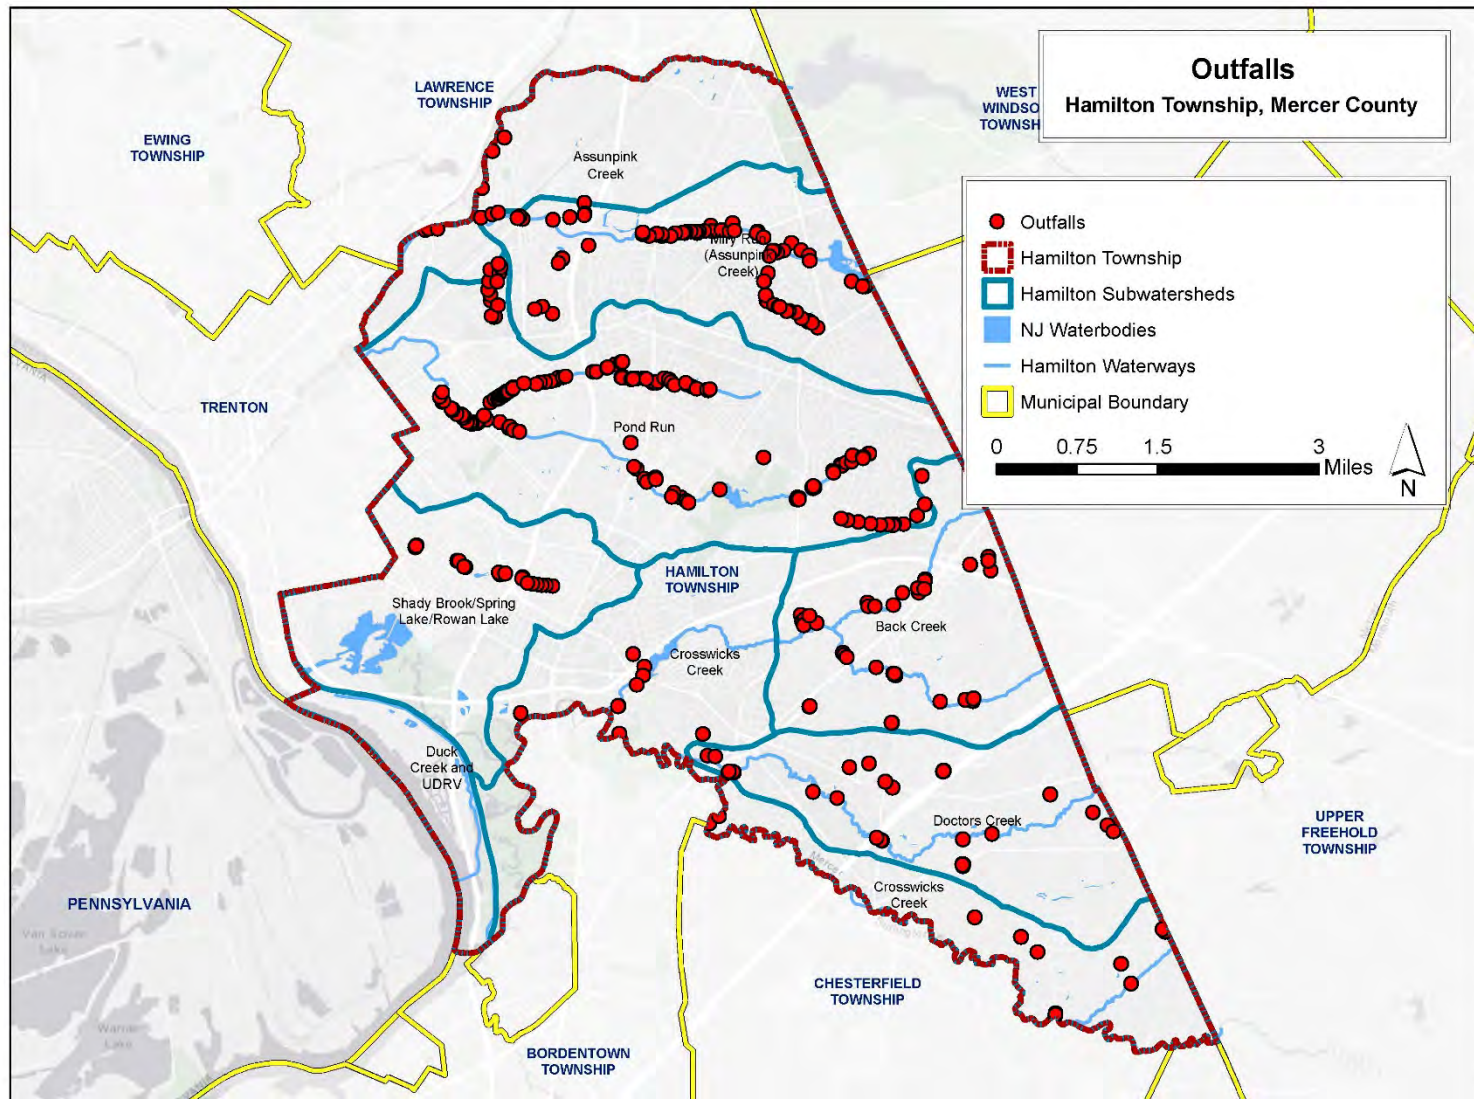 Outfalls
Hamilton Township, Mercer County
LAWRENCE
TOWNSHIP
WEST
WINDSO
TOWNSH
EWING
TOWNSHIP
Assunpink
Creek
Outfalls
Hamilton Township
Hamilton Subwatersheds
NJ Waterbodies
Hamilton Waterways
Municipal Boundary
0 0.75 1.5 3
Miles
N
Miry Ru
(Assunpink
Creek)
TRENTON
Pond Run
HAMILTON
TOWNSHIP
Shady Brook/Spring
Lake/Rowan Lake
Back Creek
Crosswicks
Creek
Duck
Creek and
UDRV
Doctors Creek
UPPER
FREEHOLD
TOWNSHIP
Crosswicks
Creek
PENNSYLVANIA
CHESTERFIELD
TOWNSHIP
BORDENTOWN
TOWNSHIP